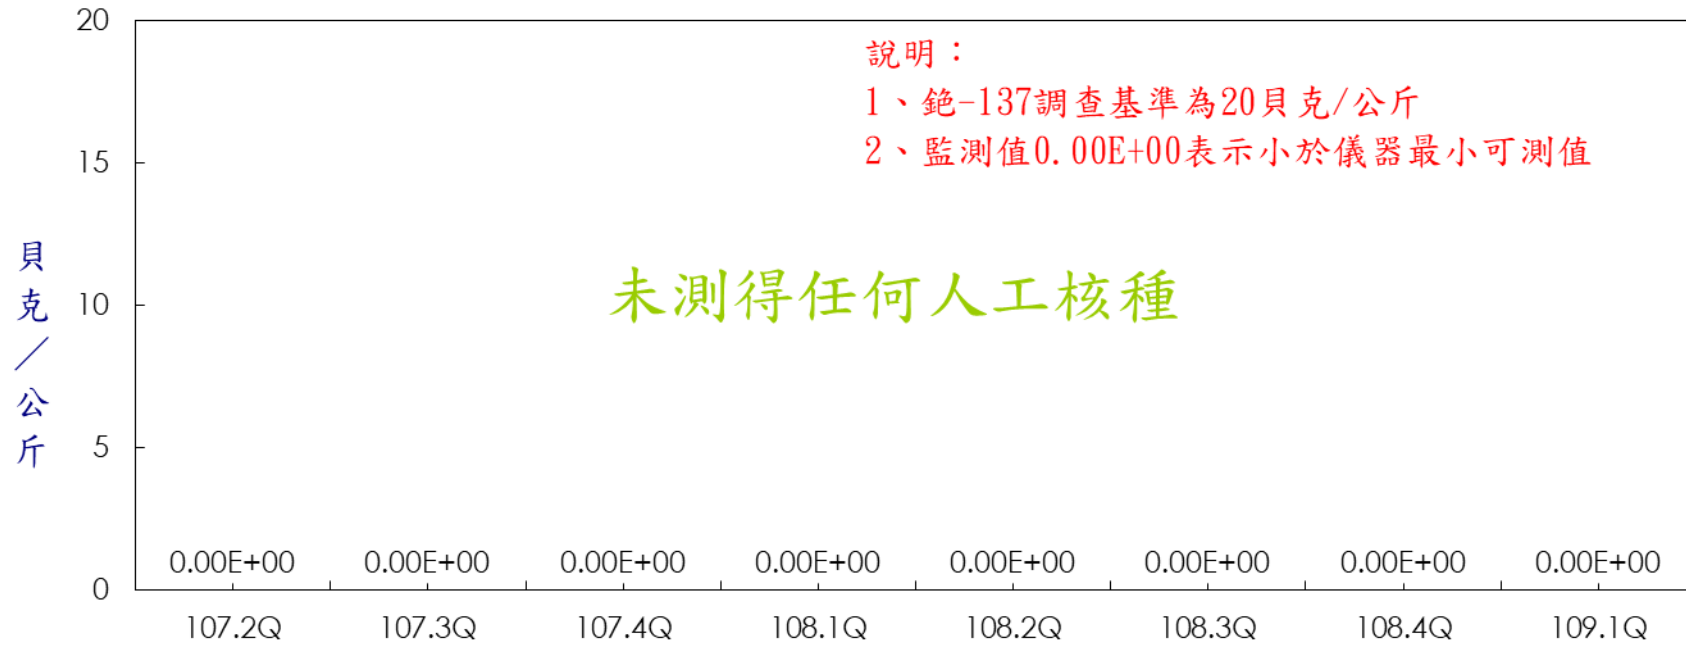 20
說明：
1、銫-137調查基準為20貝克/公斤
2、監測值0.00E+00表示小於儀器最小可測值
15
貝克／公斤
未測得任何人工核種
10
5
0.00E+00 0.00E+00 0.00E+00 0.00E+00 0.00E+00 0.00E+00 0.00E+00 0.00E+00
0
107.2Q 107.3Q 107.4Q 108.1Q 108.2Q 108.3Q 108.4Q 109.1Q